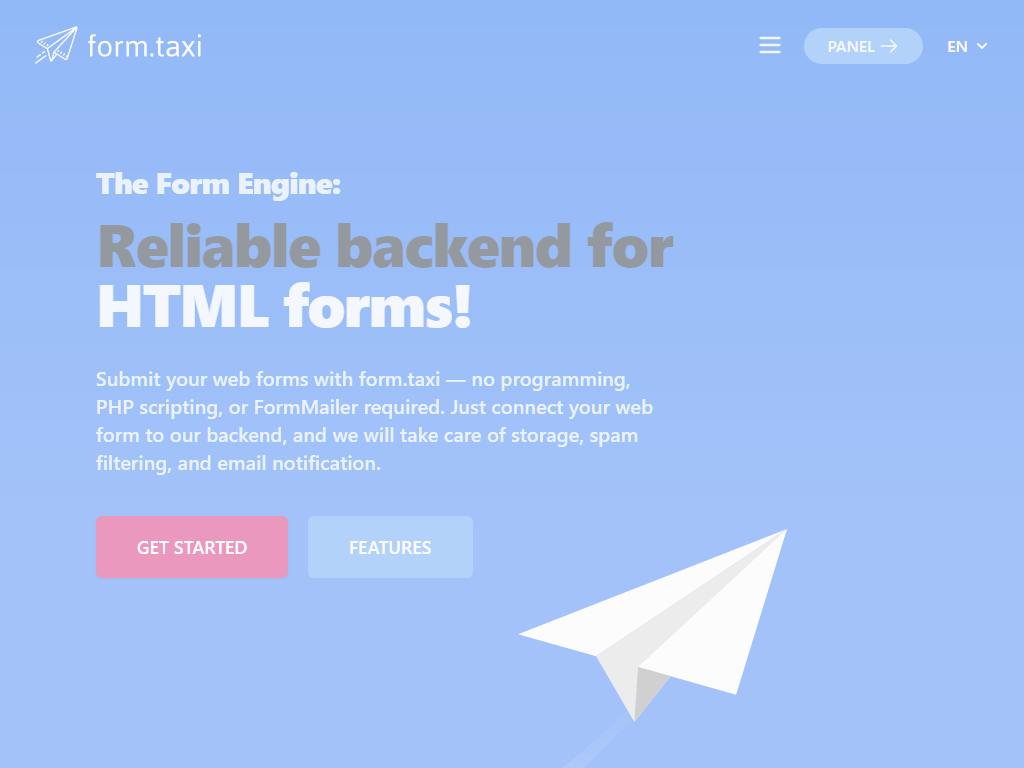 form.taxi
PANEL
EN
The Form Engine:
Reliable backend for
HTML forms!
Submit your web forms with form.taxi — no programming,
PHP scripting, or FormMailer required. Just connect your web
form to our backend, and we will take care of storage, spam
filtering, and email notification.
GET STARTED
FEATURES